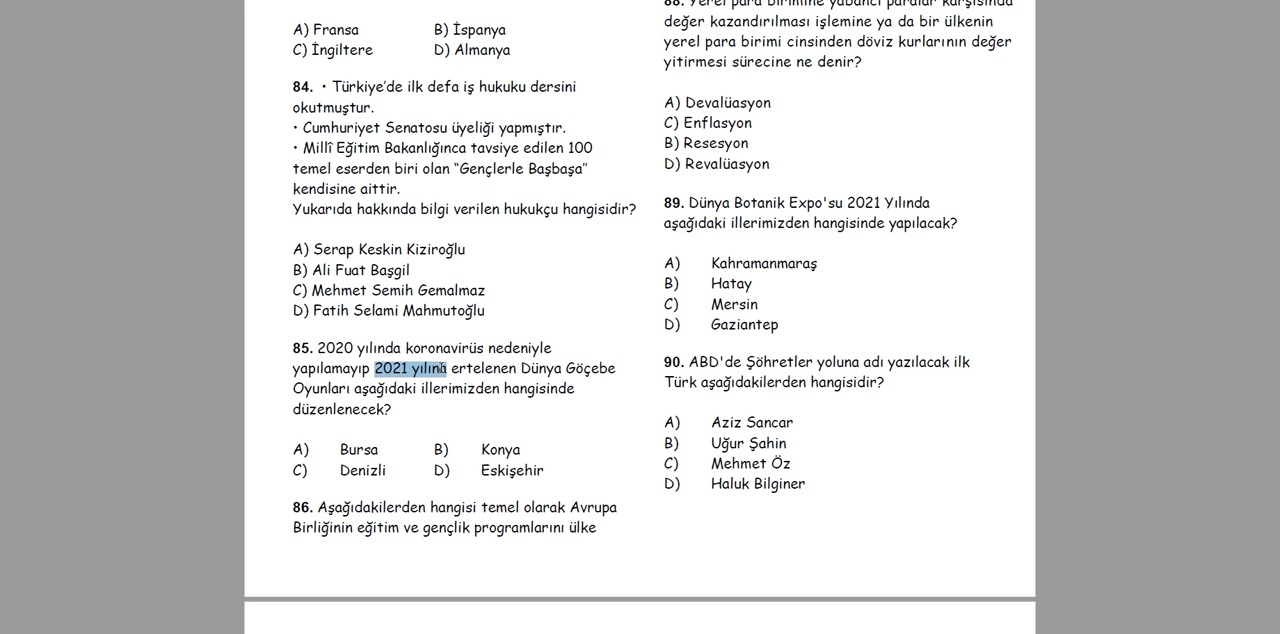 A) Fransa B) İspanya
C) İngiltere D) Almanya
84. • Türkiye’de ilk defa iş hukuku dersini
okutmuştur.
• Cumhuriyet Senatosu üyeliği yapmıştır.
• Millî Eğitim Bakanlığınca tavsiye edilen 100
temel eserden biri olan “Gençlerle Başbaşa”
kendisine aittir.
Yukarıda hakkında bilgi verilen hukukçu hangisidir?
A) Serap Keskin Kiziroğlu
B) Ali Fuat Başgil
C) Mehmet Semih Gemalmaz
D) Fatih Selami Mahmutoğlu
85. 2020 yılında koronavirüs nedeniyle
yapılamayıp 2021 yılına ertelenen Dünya Göçebe
Oyunları aşağıdaki illerimizden hangisinde
düzenlenecek?
A) Bursa B) Konya
C) Denizli D) Eskişehir
86. Aşağıdakilerden hangisi temel olarak Avrupa
Birliğinin eğitim ve gençlik programlarını ülke
88. Yerel para birimine yabancı paralar karşısında
değer kazandırılması işlemine ya da bir ülkenin
yerel para birimi cinsinden döviz kurlarının değer
yitirmesi sürecine ne denir?
A) Devalüasyon
C) Enflasyon
B) Resesyon
D) Revalüasyon
89. Dünya Botanik Expo'su 2021 Yılında
aşağıdaki illerimizden hangisinde yapılacak?
A) Kahramanmaraş
B) Hatay
C) Mersin
D) Gaziantep
90. ABD'de Şöhretler yoluna adı yazılacak ilk
Türk aşağıdakilerden hangisidir?
A) Aziz Sancar
B) Uğur Şahin
C) Mehmet Öz
D) Haluk Bilginer